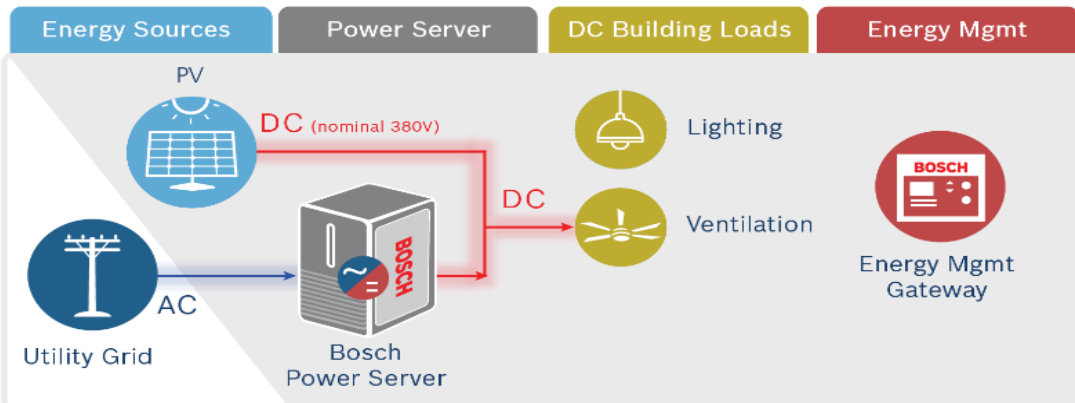 Energy Sources
Power Server
DC Building Loads
Energy Mgmt
PV
DC (nominal 380V)
Lighting
BOSCH
DC
Ventilation
BOSCH
AC
Energy Mgmt
Gateway
Utility Grid
Bosch
Power Server